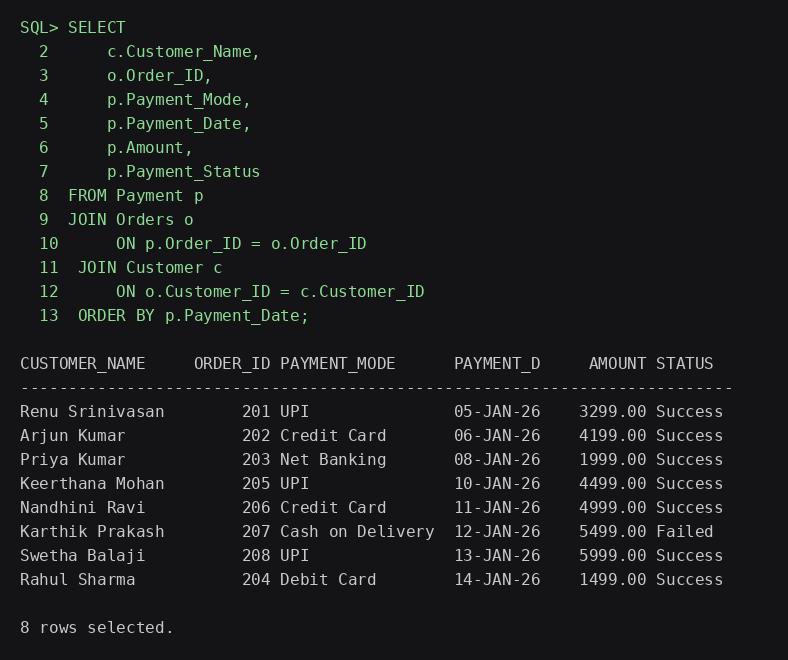 SQL> SELECT
  2      c.Customer_Name,
  3      o.Order_ID,
  4      p.Payment_Mode,
  5      p.Payment_Date,
  6      p.Amount,
  7      p.Payment_Status
  8  FROM Payment p
  9  JOIN Orders o
  10      ON p.Order_ID = o.Order_ID
  11  JOIN Customer c
  12      ON o.Customer_ID = c.Customer_ID
  13  ORDER BY p.Payment_Date;
CUSTOMER_NAME     ORDER_ID PAYMENT_MODE      PAYMENT_D     AMOUNT STATUS
--------------------------------------------------------------------------
Renu Srinivasan        201 UPI               05-JAN-26    3299.00 Success
Arjun Kumar            202 Credit Card       06-JAN-26    4199.00 Success
Priya Kumar            203 Net Banking       08-JAN-26    1999.00 Success
Keerthana Mohan        205 UPI               10-JAN-26    4499.00 Success
Nandhini Ravi          206 Credit Card       11-JAN-26    4999.00 Success
Karthik Prakash        207 Cash on Delivery  12-JAN-26    5499.00 Failed
Swetha Balaji          208 UPI               13-JAN-26    5999.00 Success
Rahul Sharma           204 Debit Card        14-JAN-26    1499.00 Success
8 rows selected.